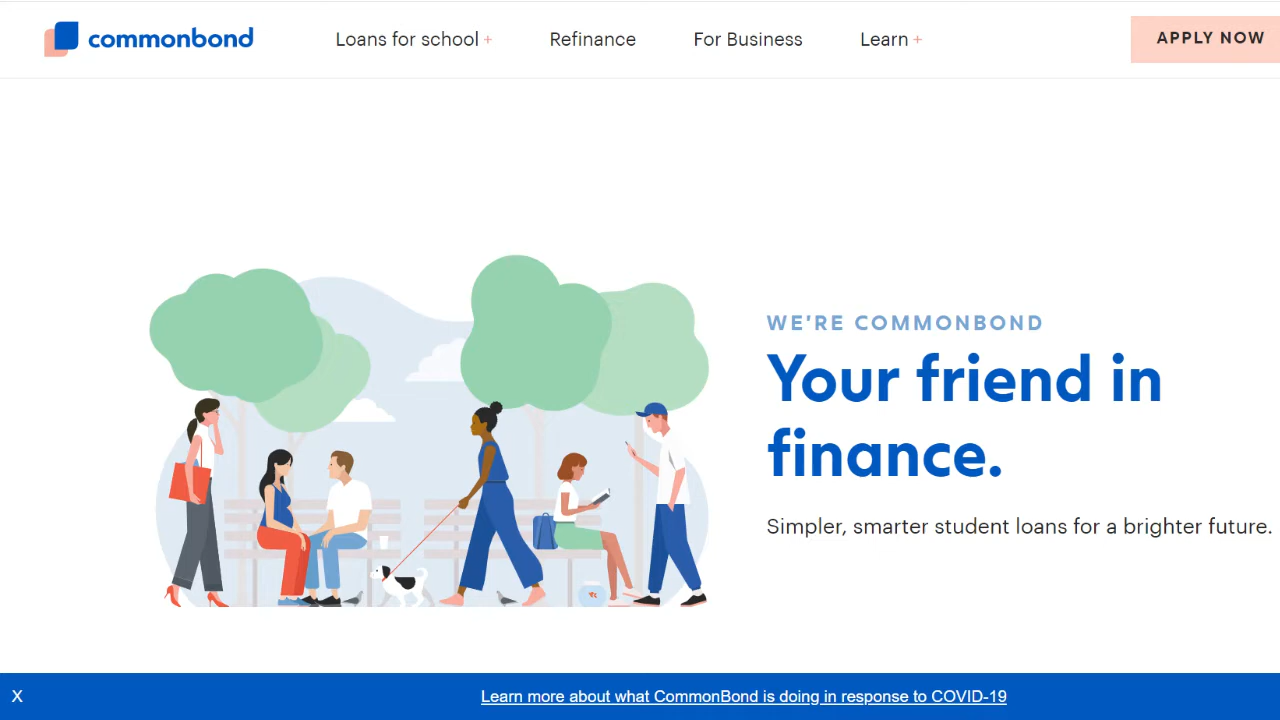 commonbond
Loans for school +
Refinance
For Business
Learn +
APPLY NOW
WE'RE COMMONBOND
Your friend in
finance.
Simpler, smarter student loans for a brighter future.
X
Learn more about what CommonBond is doing in response to COVID-19